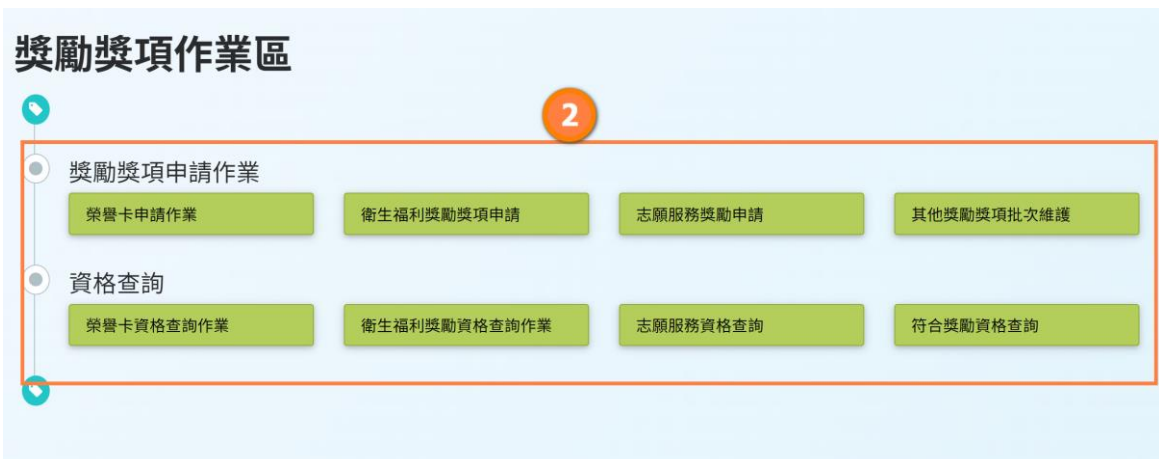 獎勵獎項作業區
2
獎勵獎項申請作業
榮譽卡申請作業 衛生福利獎勵獎項申請 志願服務獎勵申請 其他獎勵獎項批次維護
資格查詢
榮譽卡資格查詢作業 衛生福利獎勵資格查詢作業 志願服務資格查詢 符合獎勵資格查詢